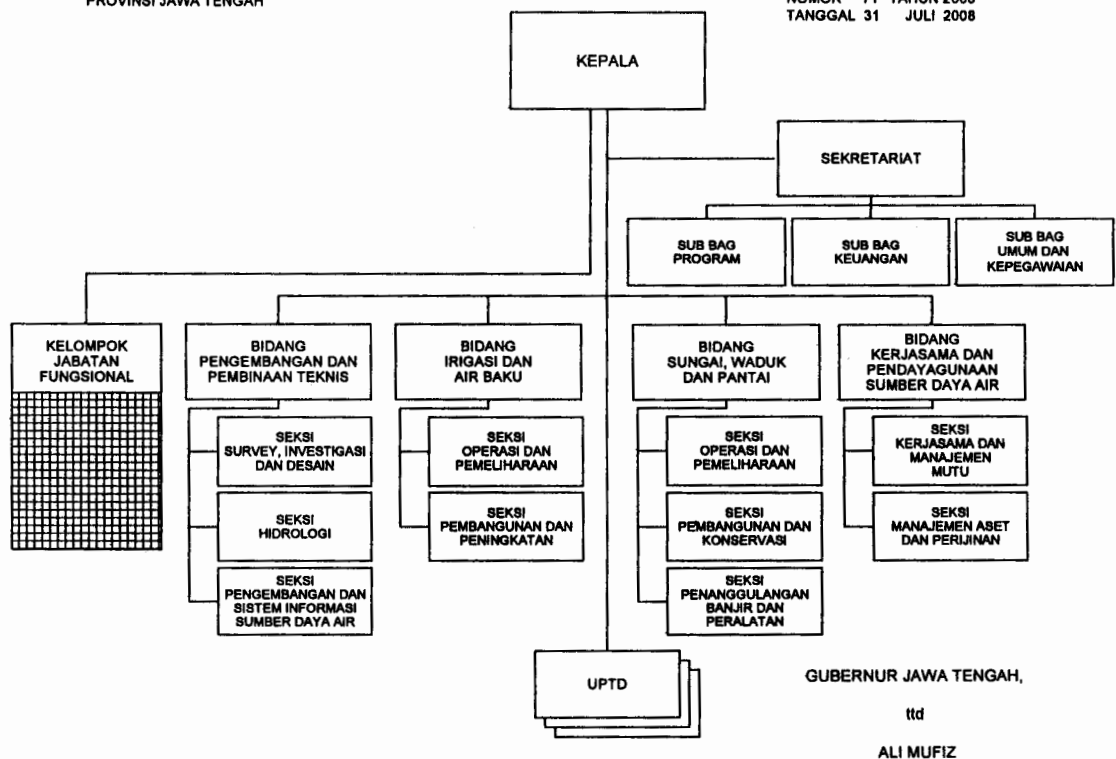 PROVINSI JAWA TENGAH
NOMOR 71 TAHUN 2008
TANGGAL 31 JULI 2008
KEPALA
SEKRETARIAT
SUB BAG
PROGRAM
SUB BAG
KEUANGAN
SUB BAG
UMUM DAN
KEPEGAWAIAN
KELOMPOK
JABATAN
FUNGSIONAL
BIDANG
PENGEMBANGAN DAN
PEMBINAAN TEKNIS
BIDANG
IRIGASI DAN
AIR BAKU
BIDANG
SUNGAI, WADUK
DAN PANTAI
BIDANG
KERJASAMA DAN
PENDAYAGUNAAN
SUMBER DAYA AIR
SEKSI
SURVEY, INVESTIGASI
DAN DESAIN
SEKSI
HIDROLOGI
SEKSI
PENGEMBANGAN DAN
SISTEM INFORMASI
SUMBER DAYA AIR
SEKSI
OPERASI DAN
PEMELIHARAAN
SEKSI
PEMBANGUNAN DAN
PENINGKATAN
SEKSI
OPERASI DAN
PEMELIHARAAN
SEKSI
PEMBANGUNAN DAN
KONSERVASI
SEKSI
PENANGGULANGAN
BANJIR DAN
PERALATAN
SEKSI
KERJASAMA DAN
MANAJEMEN
MUTU
SEKSI
MANAJEMEN ASET
DAN PERIJINAN
UPTD
GUBERNUR JAWA TENGAH,
ttd
ALI MUFIZ